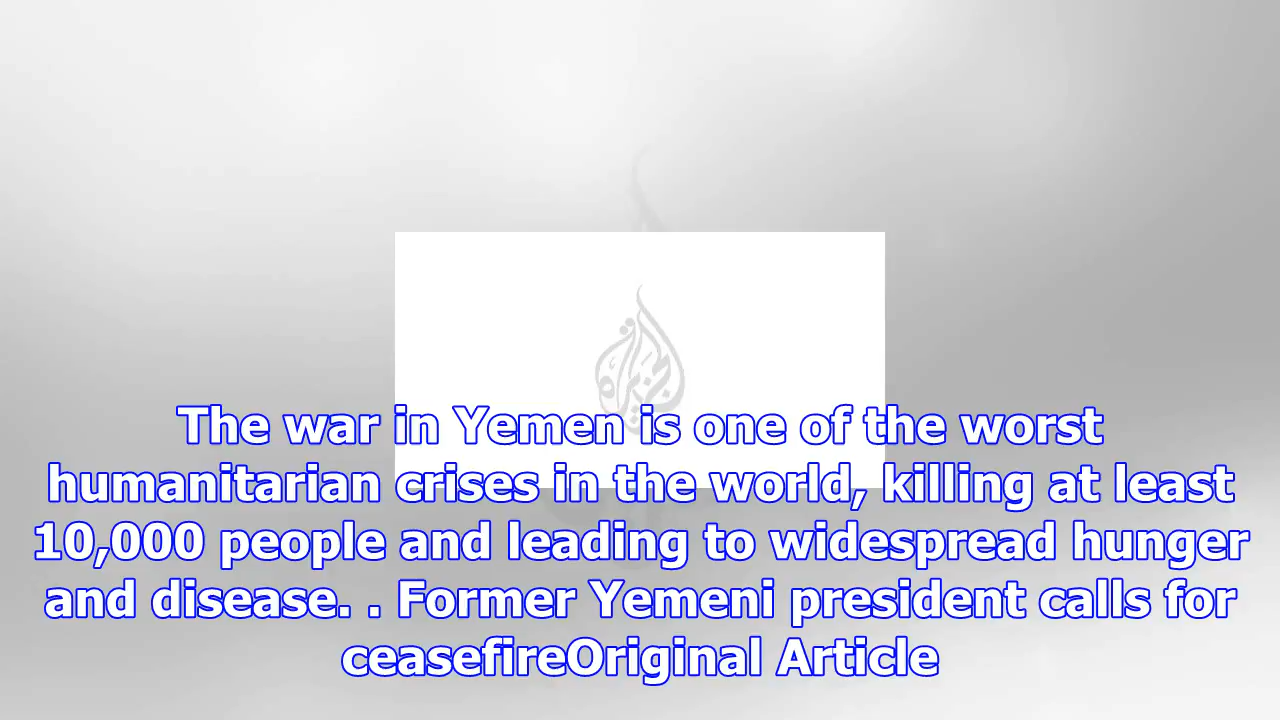 الجزيرة
The war in Yemen is one of the worst
humanitarian crises in the world, killing at least
10,000 people and leading to widespread hunger
and disease. . Former Yemeni president calls for
ceasefireOriginal Article